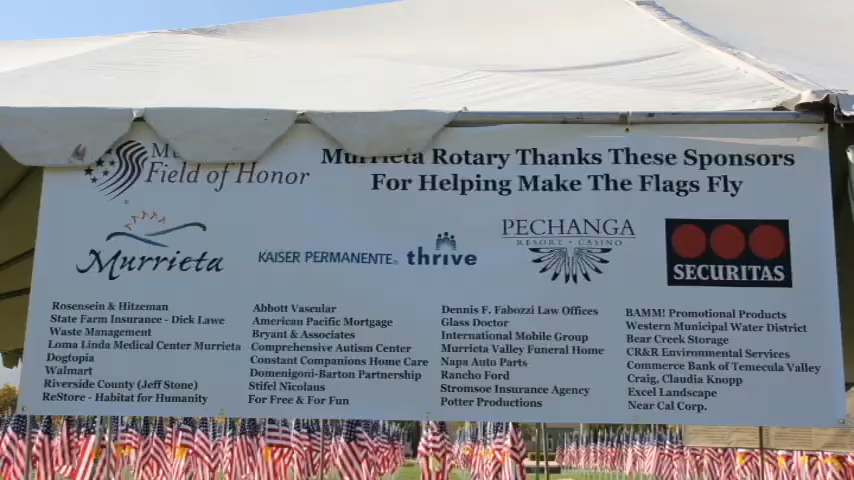 Murrieta Rotary Thanks These Sponsors
Field of Honor
For Helping Make The Flags Fly
Murrieta
KAISER PERMANENTE® thrive
PECHANGA
RESORT • CASINO
SECURITAS
Rosensein & Hitzeman
State Farm Insurance - Dick Lawe
Waste Management
Loma Linda Medical Center Murrieta
Dogtopia
Walmart
Riverside County (Jeff Stone)
ReStore - Habitat for Humanity
Abbott Vascular
American Pacific Mortgage
Bryant & Associates
Comprehensive Autism Center
Constant Companions Home Care
Domenigoni-Barton Partnership
Stifel Nicolaus
For Free & For Fun
Dennis F. Fabozzi Law Offices
Glass Doctor
International Mobile Group
Murrieta Valley Funeral Home
Napa Auto Parts
Rancho Ford
Stromsoe Insurance Agency
Potter Productions
BAMM! Promotional Products
Western Municipal Water District
Bear Creek Storage
CR&R Environmental Services
Commerce Bank of Temecula Valley
Craig, Claudia Knopp
Excel Landscape
Near Cal Corp.